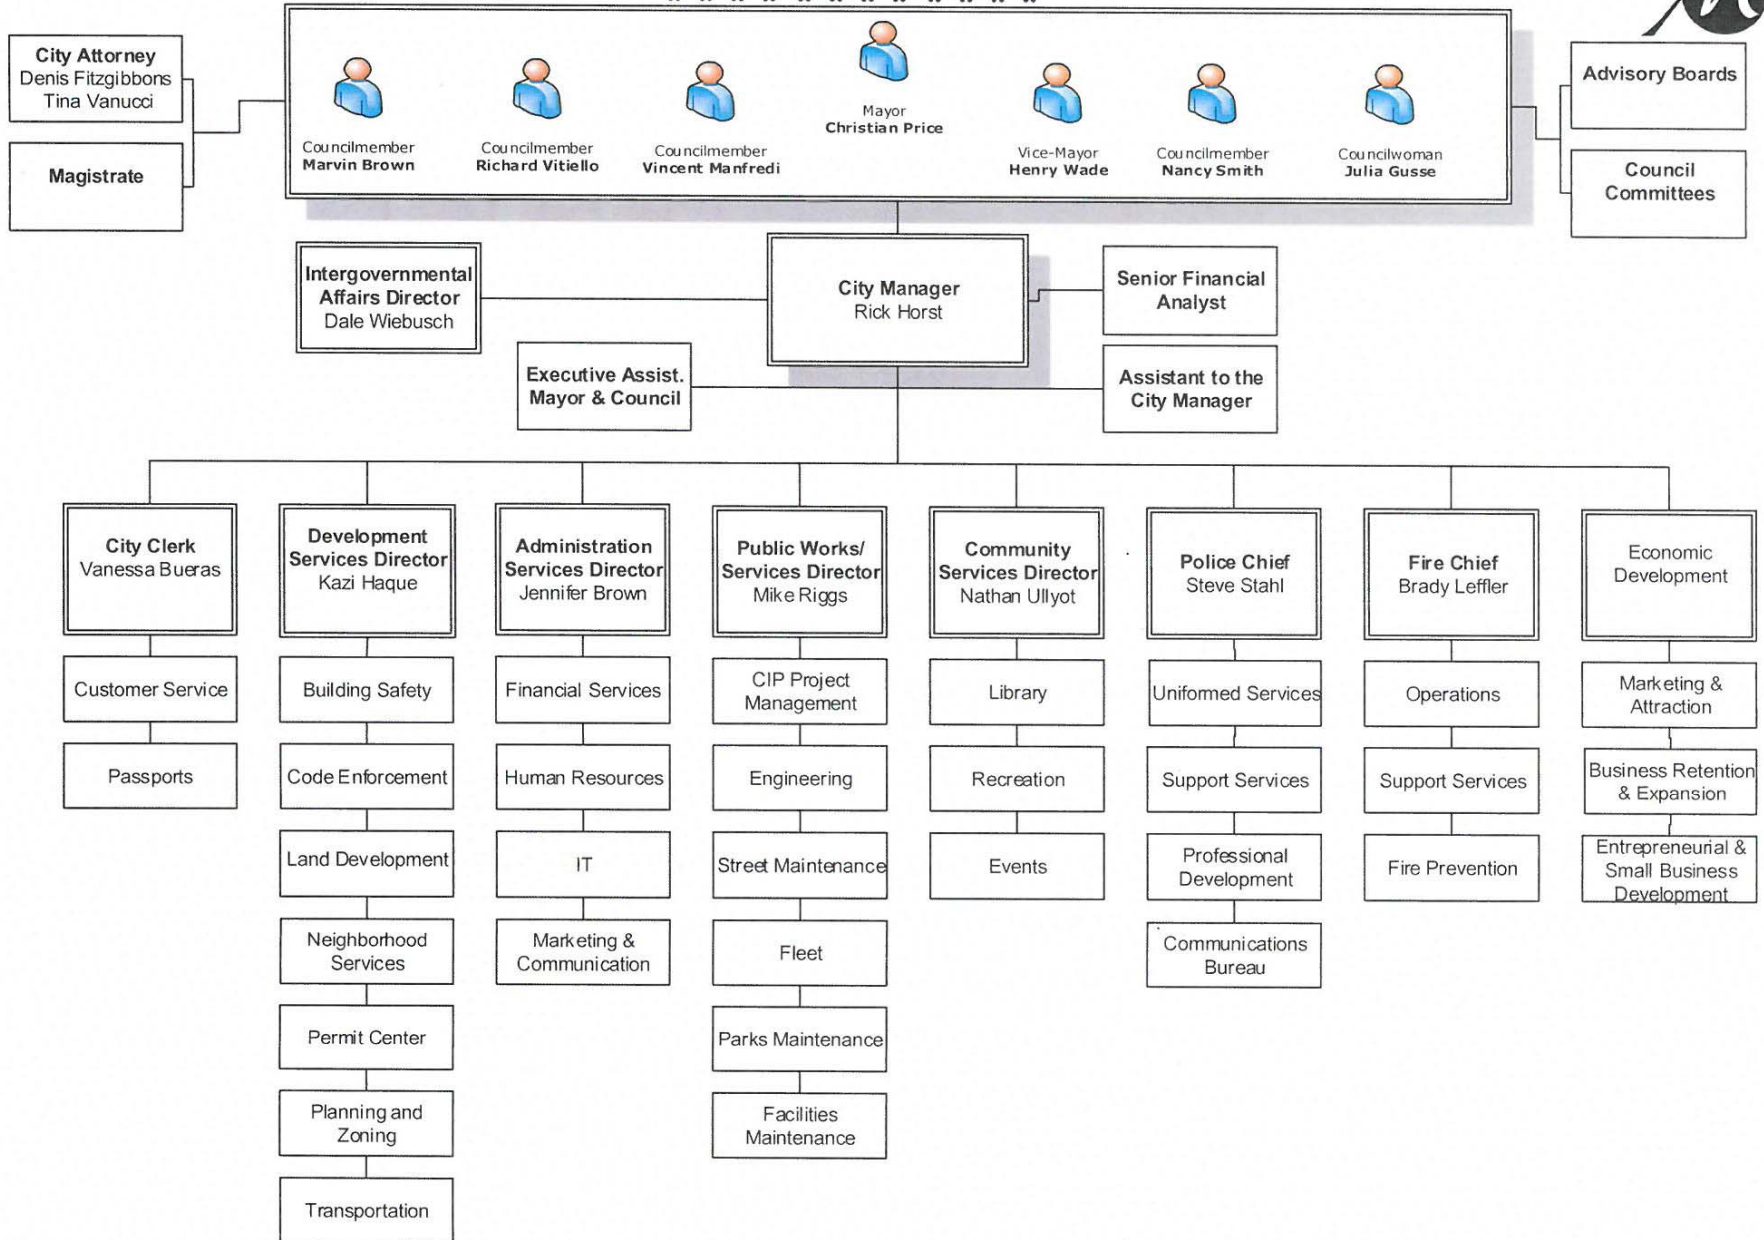 City Attorney
Denis Fitzgibbons
Tina Vanucci
Magistrate
Councilmember
Marvin Brown
Councilmember
Richard Vitiello
Councilmember
Vincent Manfredi
Mayor
Christian Price
Vice-Mayor
Henry Wade
Councilmember
Nancy Smith
Councilwoman
Julia Gusse
Advisory Boards
Council
Committees
Intergovernmental
Affairs Director
Dale Wiebusch
City Manager
Rick Horst
Senior Financial
Analyst
Executive Assist.
Mayor & Council
Assistant to the
City Manager
City Clerk
Vanessa Bueras
Customer Service
Passports
Development
Services Director
Kazi Haque
Building Safety
Code Enforcement
Land Development
Neighborhood
Services
Permit Center
Planning and
Zoning
Transportation
Administration
Services Director
Jennifer Brown
Financial Services
Human Resources
IT
Marketing &
Communication
Public Works/
Services Director
Mike Riggs
CIP Project
Management
Engineering
Street Maintenance
Fleet
Parks Maintenance
Facilities
Maintenance
Community
Services Director
Nathan Ullyot
Library
Recreation
Events
Police Chief
Steve Stahl
Uniformed Services
Support Services
Professional
Development
Communications
Bureau
Fire Chief
Brady Leffler
Operations
Support Services
Fire Prevention
Economic
Development
Marketing &
Attraction
Business Retention
& Expansion
Entrepreneurial &
Small Business
Development